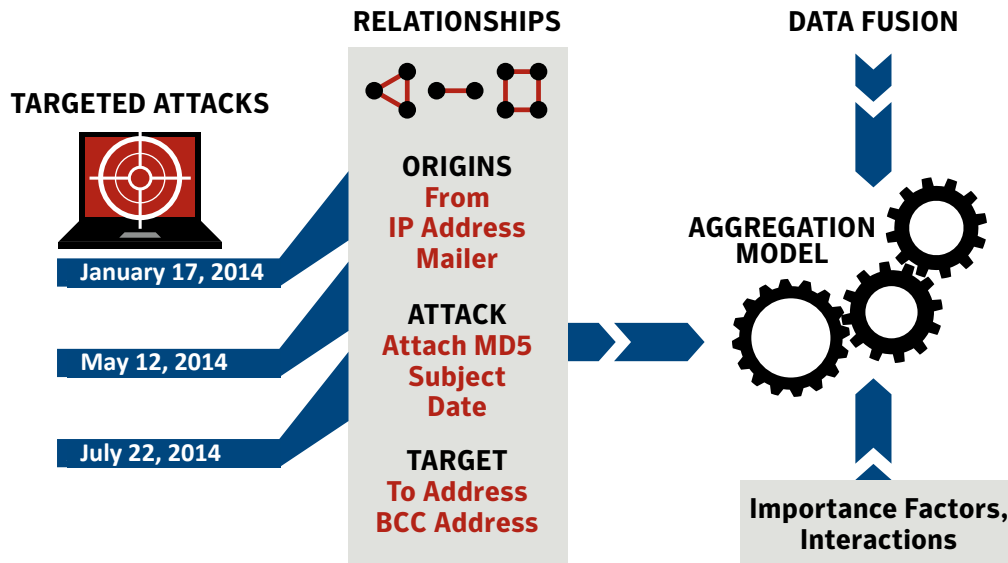 TARGETED ATTACKS
January 17, 2014
May 12, 2014
July 22, 2014
RELATIONSHIPS
ORIGINS
From
IP Address
Mailer
ATTACK
Attach MD5
Subject
Date
TARGET
To Address
BCC Address
DATA FUSION
AGGREGATION
MODEL
Importance Factors,
Interactions